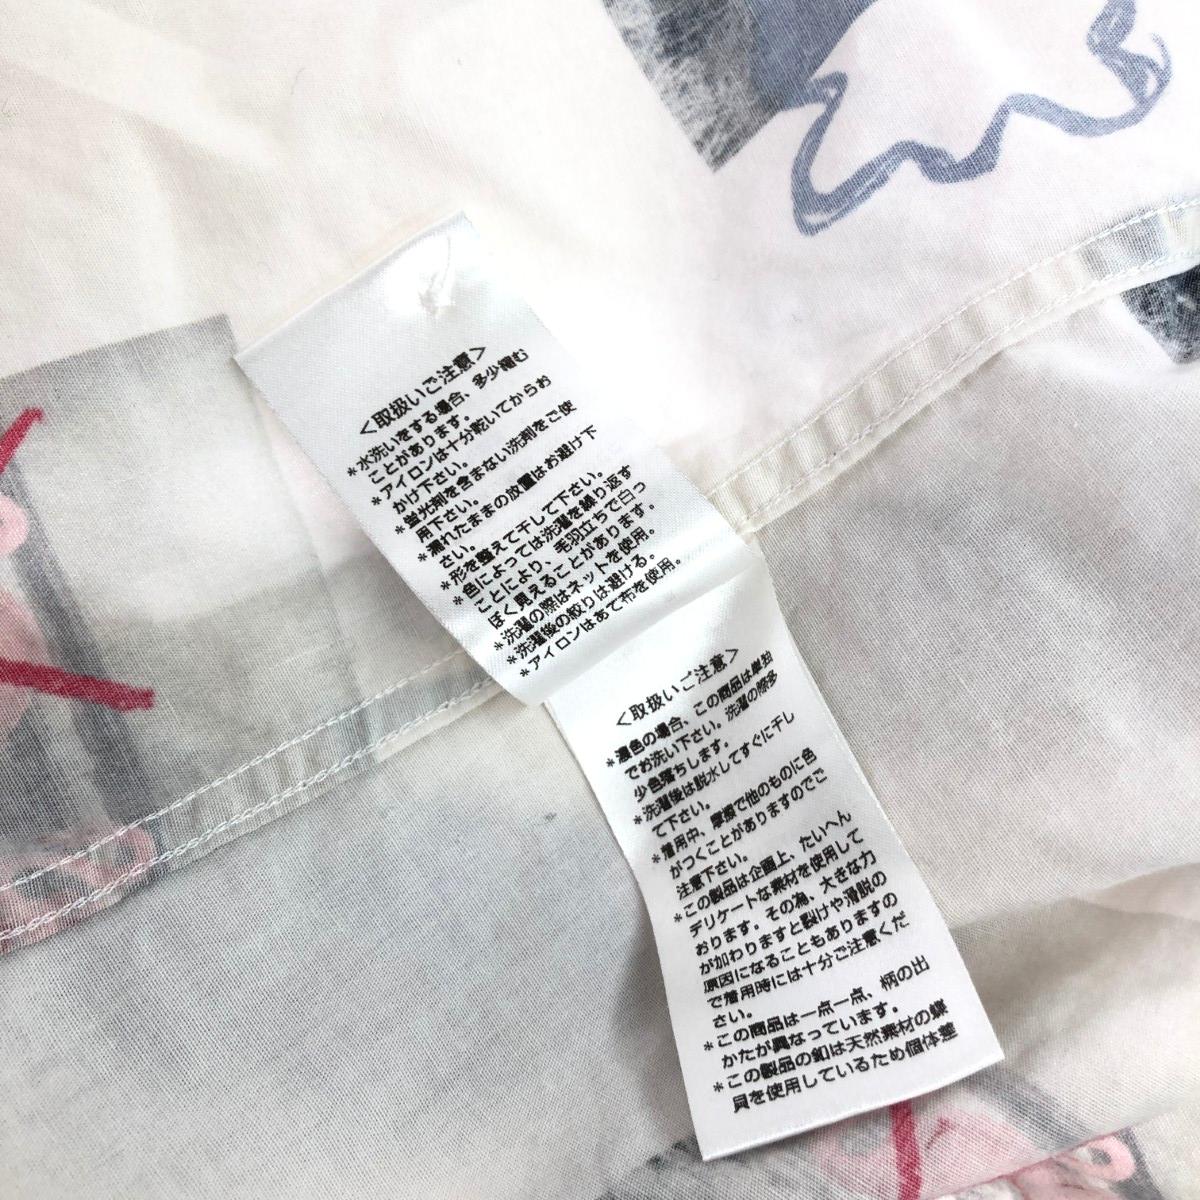 ＜取扱いご注意＞
*水洗いをする場合、多少縮む
ことがあります。
*アイロンは十分乾いてからお
かけ下さい。
*蛍光剤を含まない洗剤をご使
用下さい。
*濡れたままの放置はお避け下
さい。
*形を整えて干して下さい。
*色によっては洗濯を繰り返す
ことにより、毛羽立ちで白っ
ぽく見えることがあります。
*洗濯の際はネットを使用。
*洗濯後の絞りは避ける。
*アイロンはあて布を使用。
＜取扱いご注意＞
*濃色の場合、この商品は単独
でお洗い下さい。洗濯の際多
少色落ちします。
*洗濯後は脱水してすぐに干し
て下さい。
*着用中、摩擦で他のものに色
がつくことがありますのでご
注意下さい。
*この製品は企画上、たいへん
デリケートな素材を使用して
おります。その為、大きな力
が加わりますと裂けや滑脱の
原因になることもありますの
で着用時には十分ご注意くだ
さい。
*この商品は一点一点、柄の出
かたが異なっています。
*この製品の釦は天然素材の蝶
貝を使用しているため個体差